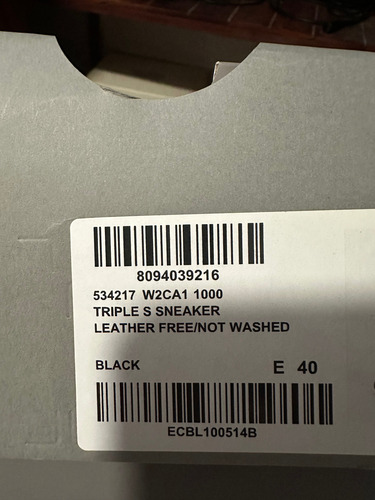 8094039216
534217 W2CA1 1000
TRIPLE S SNEAKER
LEATHER FREE/NOT WASHED
BLACK E 40
ECBL100514B